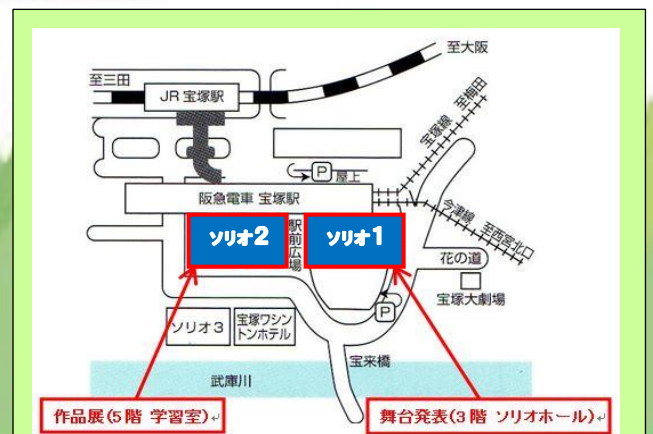 至大阪
至三田
JR 宝塚駅
至梅田
宝塚線
P 屋上
阪急電車 宝塚駅
今津線
至西宮北口
ソリオ2
駅前広場
ソリオ1
花の道
宝塚大劇場
P
ソリオ3
宝塚ワシン
トンホテル
宝来橋
武庫川
作品展(5階 学習室)
舞台発表(3階 ソリオホール)